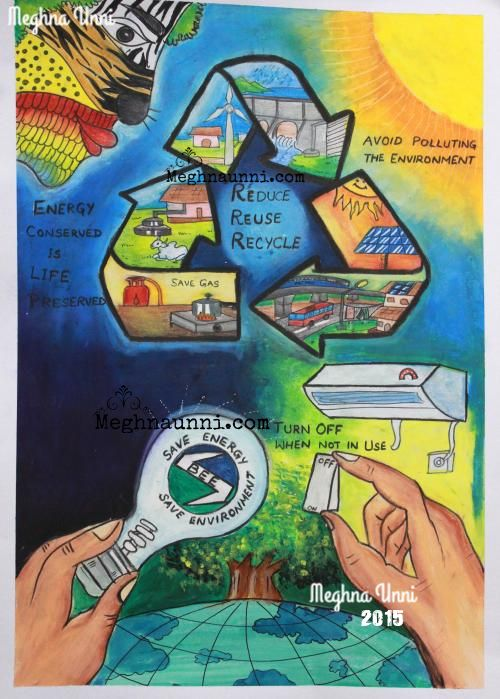 Meghna Unni
AVOID POLLUTING
THE ENVIRONMENT
Meghnaunni.com
REDUCE
REUSE
RECYCLE
ENERGY
CONSERVED
IS
LIFE
PRESERVED
SAVE GAS
Meghnaunni.com
TURN OFF
WHEN NOT IN USE
SAVE ENERGY
BEE
SAVE ENVIRONMENT
OFF
ON
Meghna Unni
2015